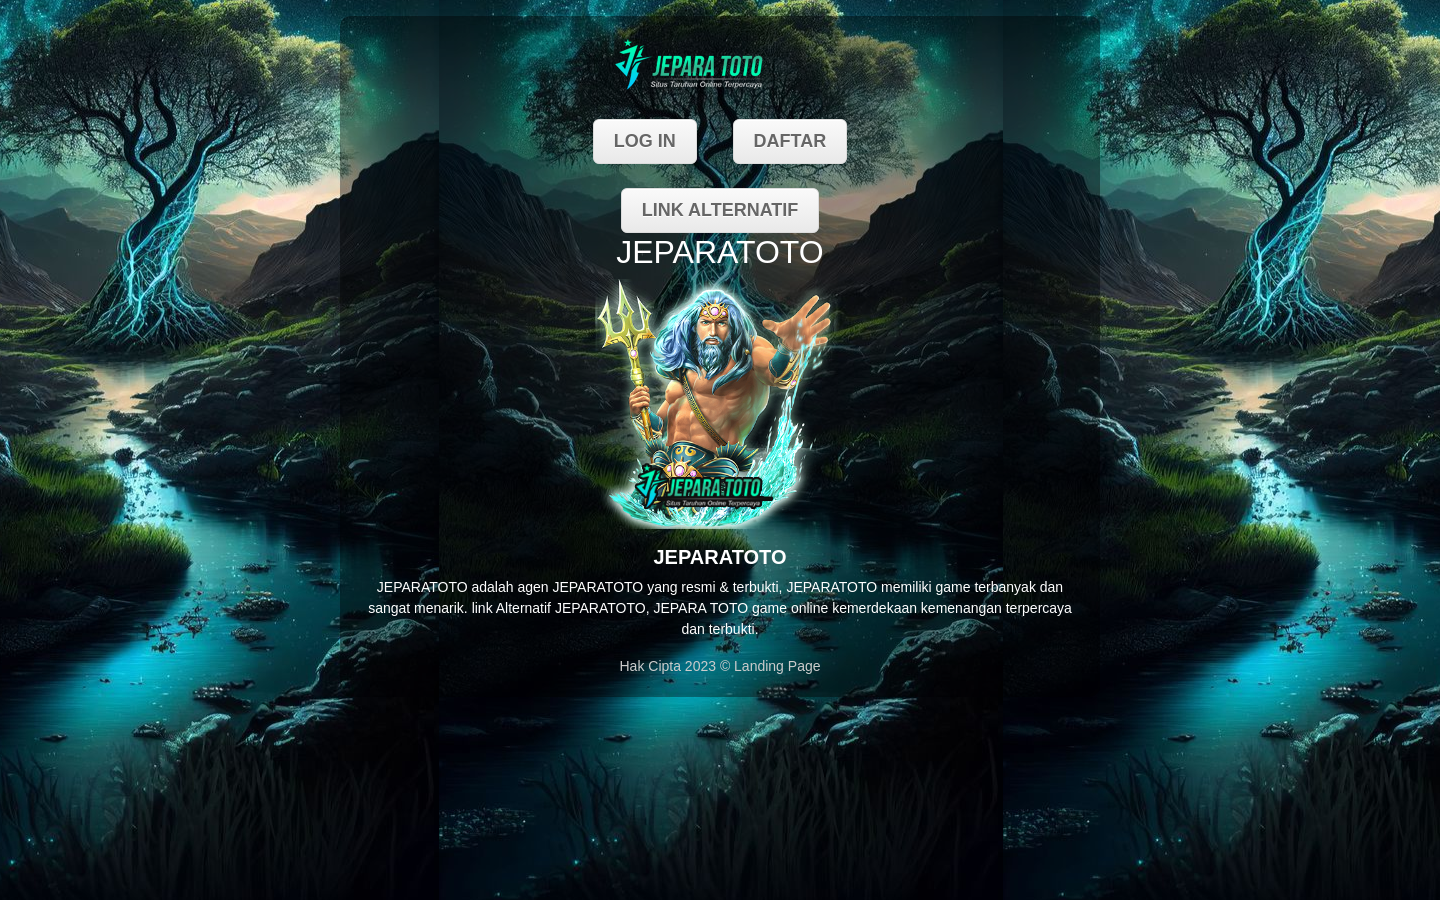 JEPARA TOTO
Situs Taruhan Online Terpercaya
LOG IN
DAFTAR
LINK ALTERNATIF
JEPARATOTO
JEPARA TOTO
Situs Taruhan Online Terpercaya
JEPARATOTO
JEPARATOTO adalah agen JEPARATOTO yang resmi & terbukti, JEPARATOTO memiliki game terbanyak dan
sangat menarik. link Alternatif JEPARATOTO, JEPARA TOTO game online kemerdekaan kemenangan terpercaya
dan terbukti.
Hak Cipta 2023 © Landing Page